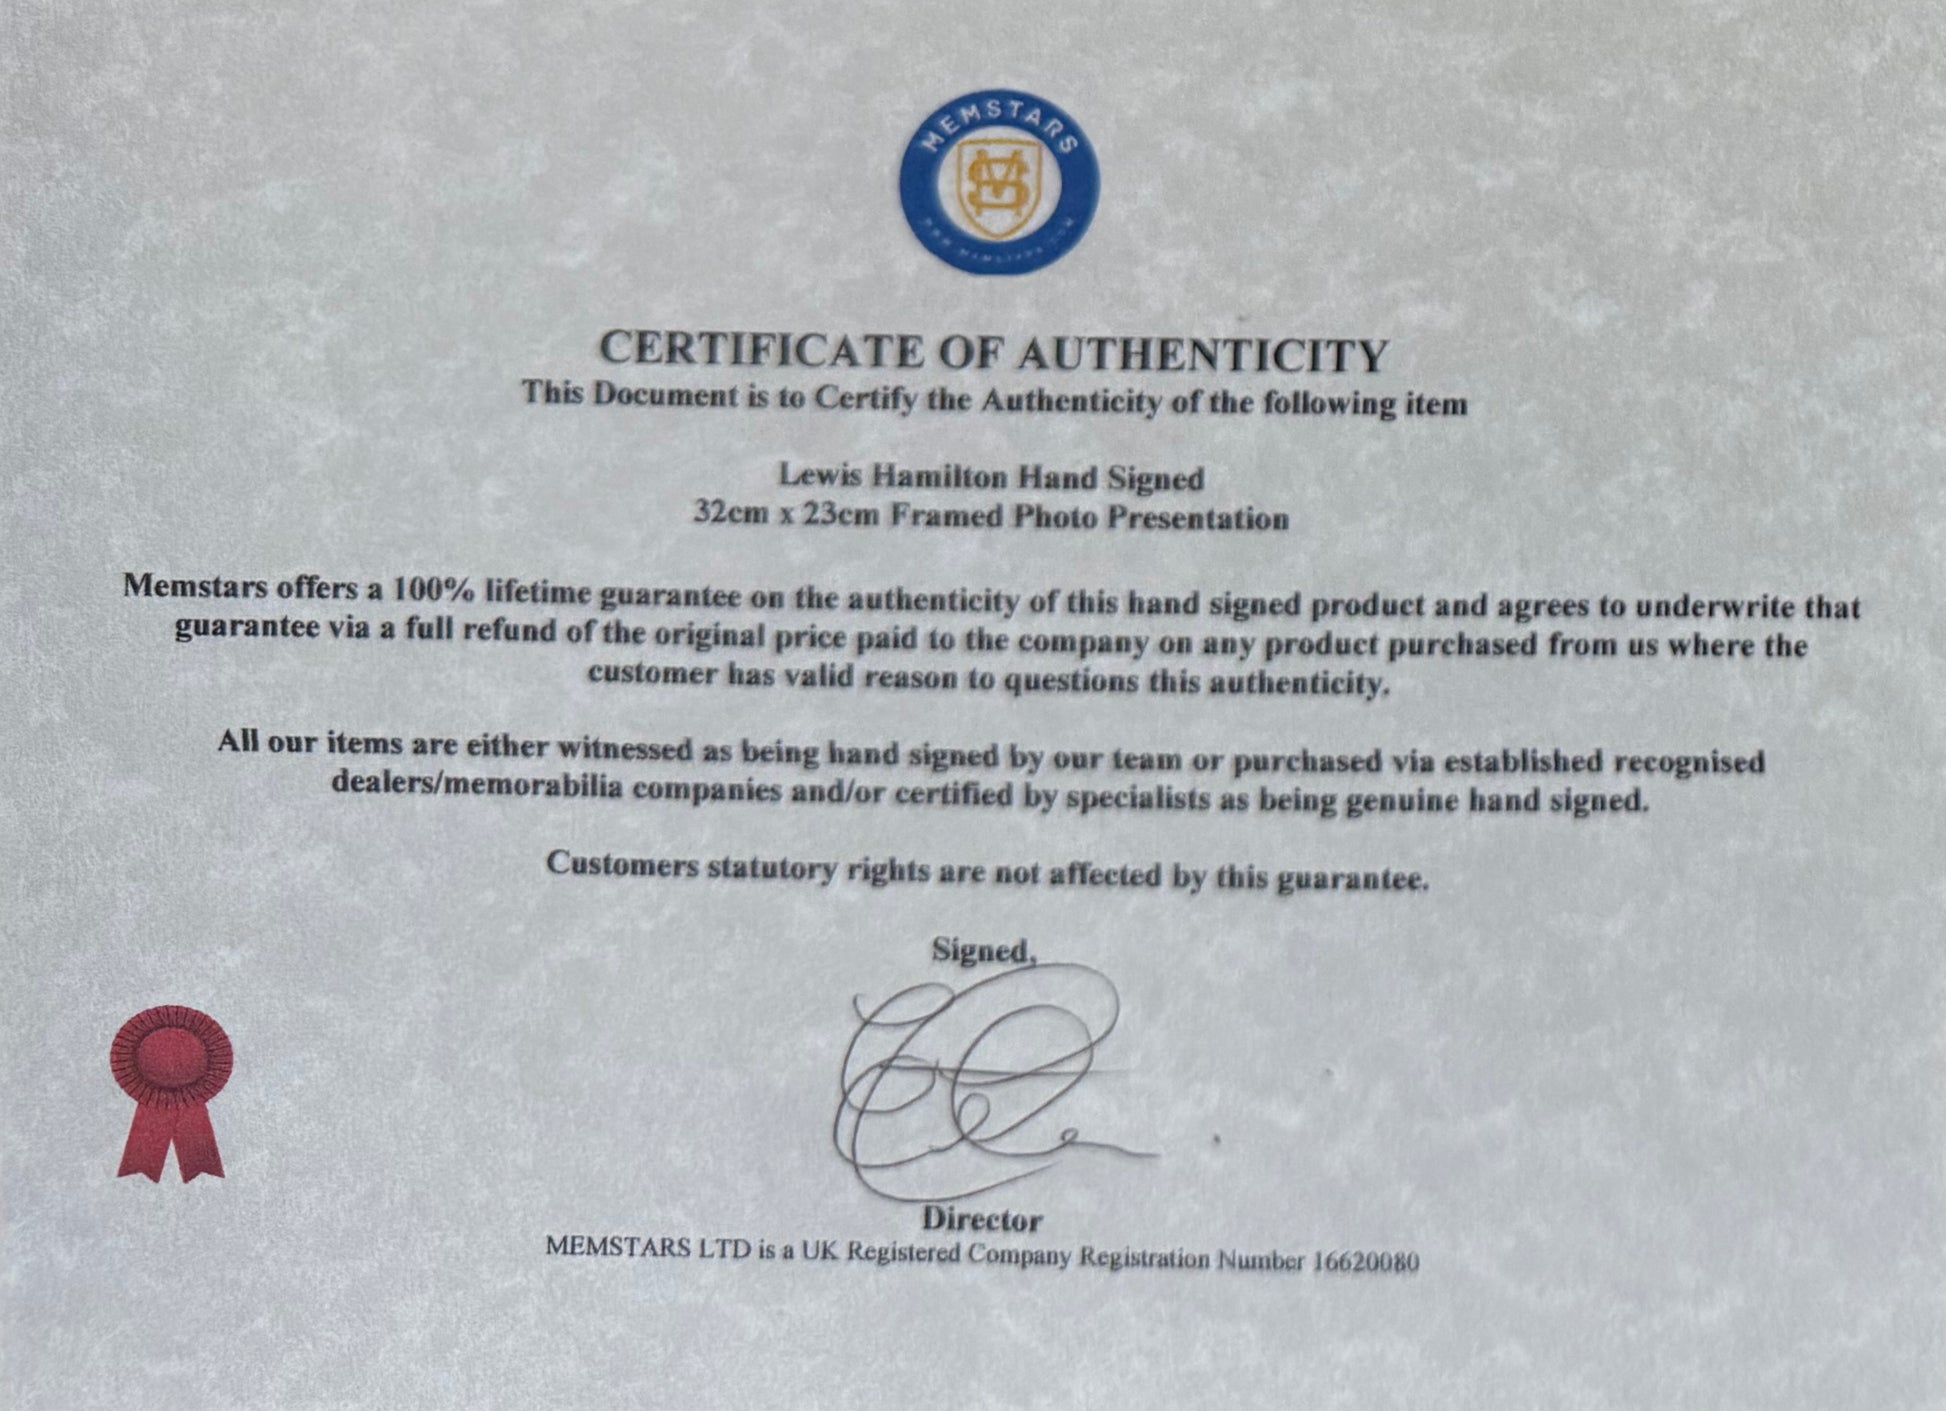 MEMSTARS
MS
WWW.MEMSTARS.COM
CERTIFICATE OF AUTHENTICITY
This Document is to Certify the Authenticity of the following item
Lewis Hamilton Hand Signed
32cm x 23cm Framed Photo Presentation
Memstars offers a 100% lifetime guarantee on the authenticity of this hand signed product and agrees to underwrite that
guarantee via a full refund of the original price paid to the company on any product purchased from us where the
customer has valid reason to questions this authenticity.
All our items are either witnessed as being hand signed by our team or purchased via established recognised
dealers/memorabilia companies and/or certified by specialists as being genuine hand signed.
Customers statutory rights are not affected by this guarantee.
Signed,
Director
MEMSTARS LTD is a UK Registered Company Registration Number 16620080